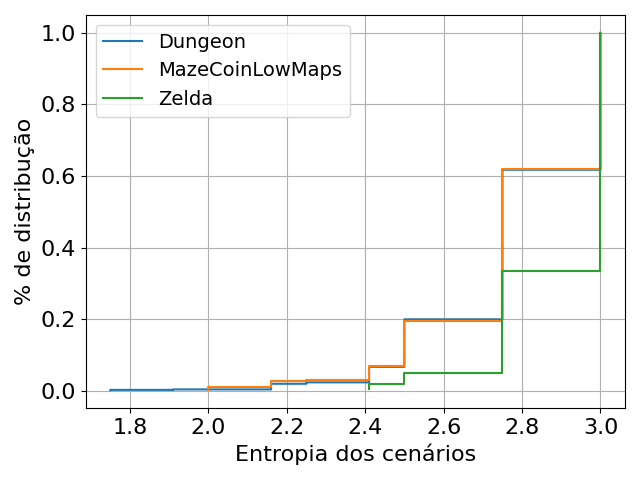 Dungeon
MazeCoinLowMaps
Zelda
1.0
0.8
0.6
0.4
0.2
0.0
% de distribução
1.8 2.0 2.2 2.4 2.6 2.8 3.0
Entropia dos cenários